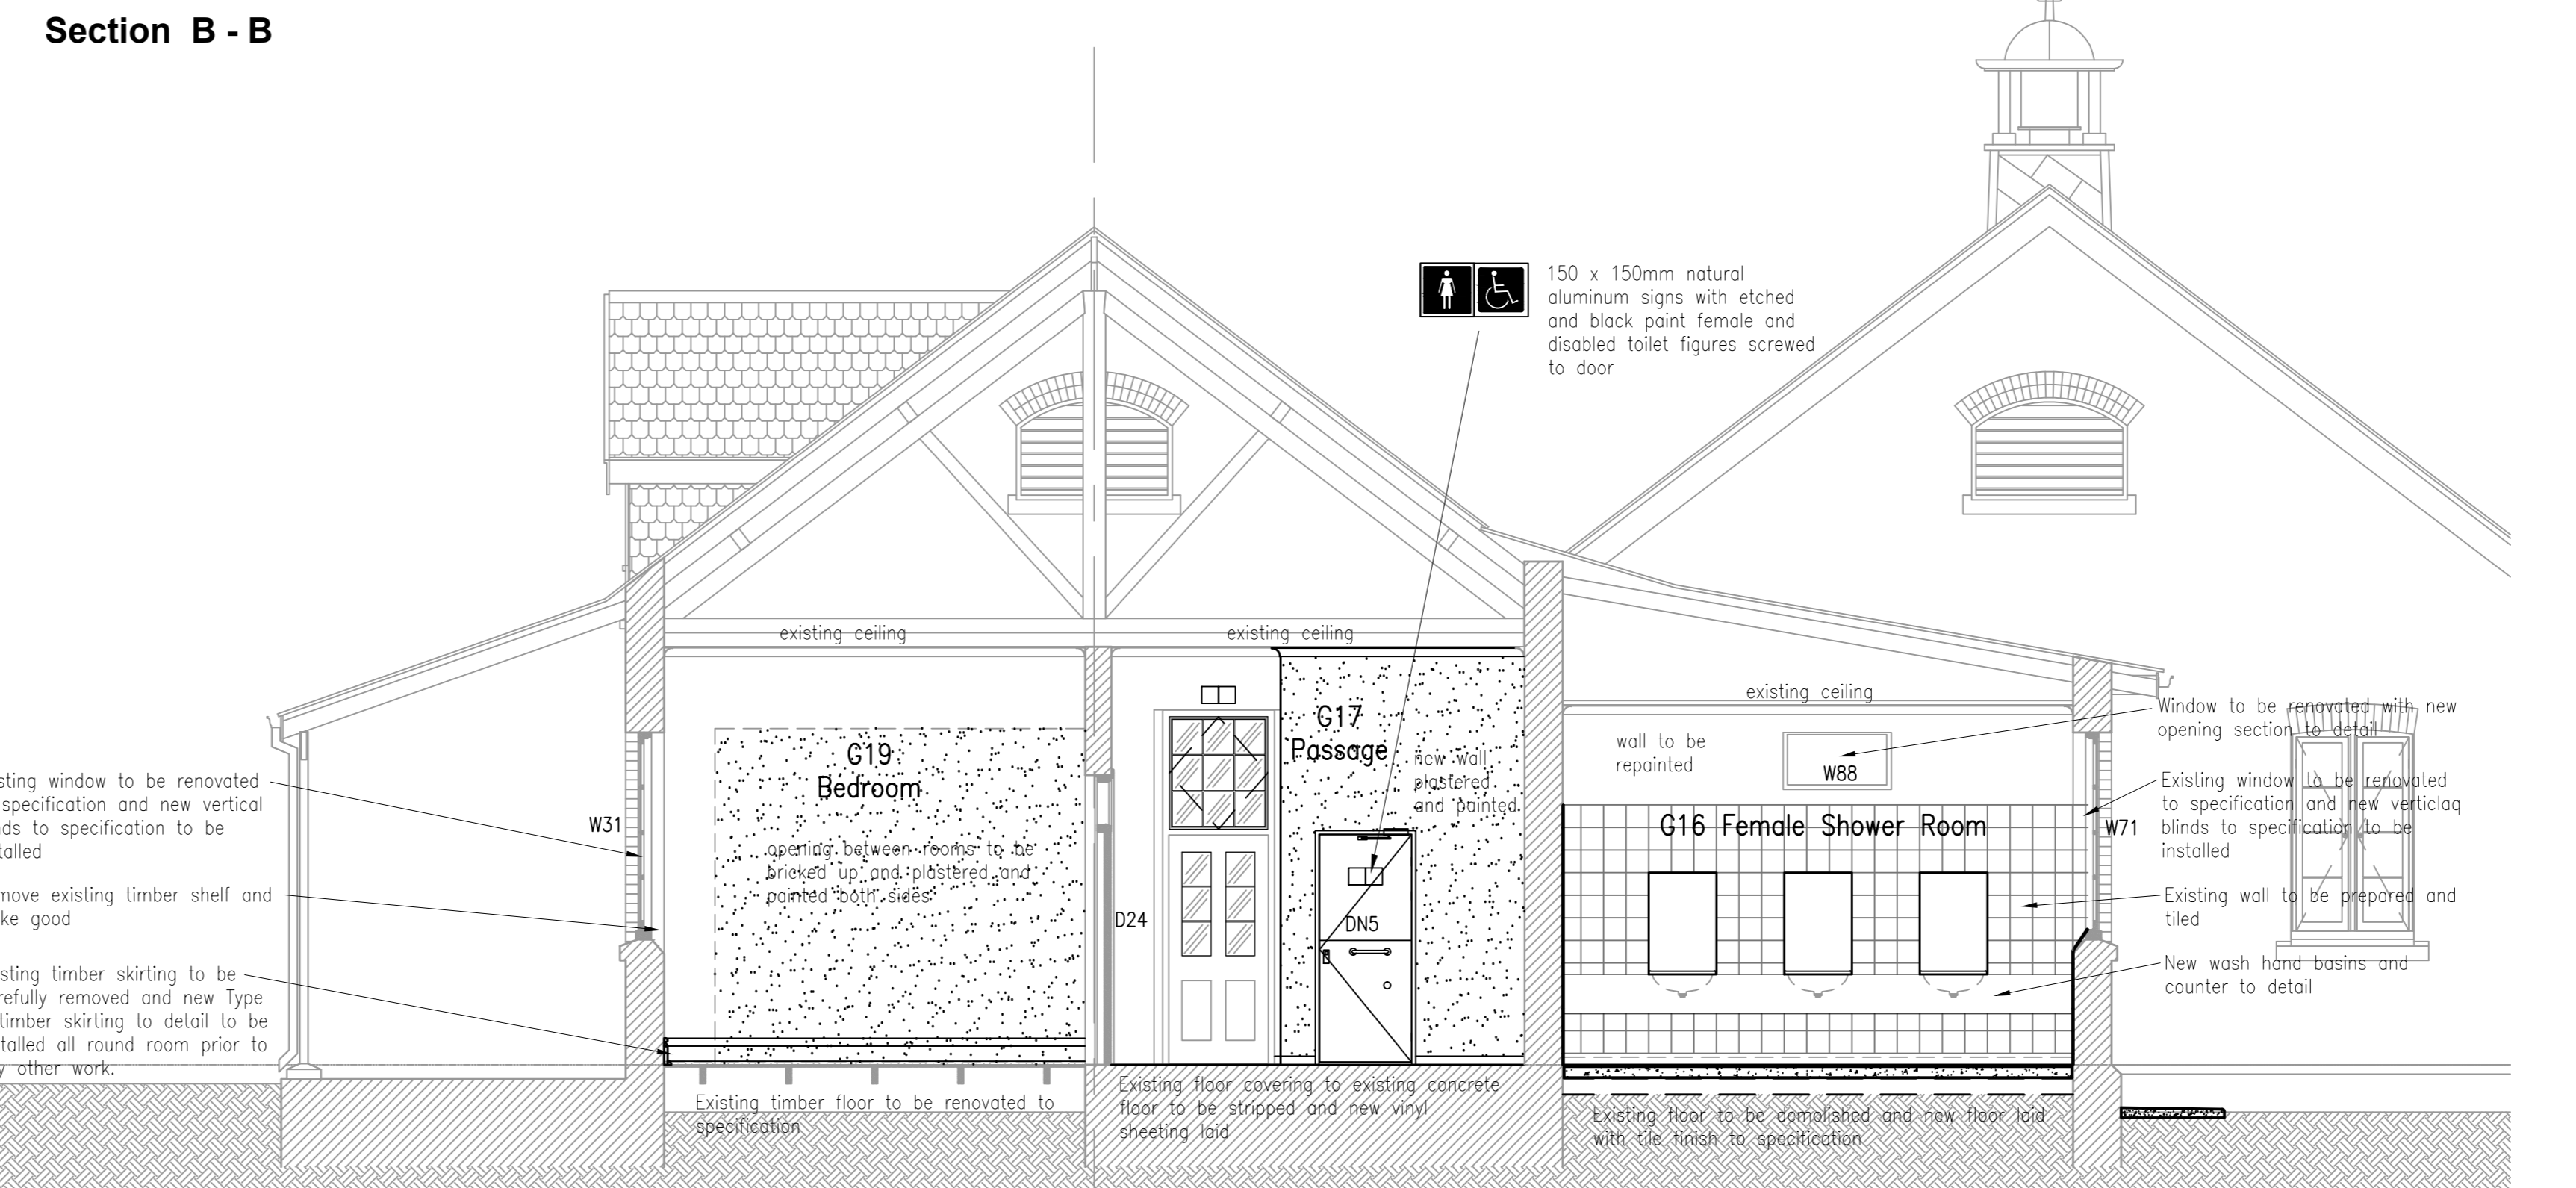 Section B - B
150 x 150mm natural
aluminum signs with etched
and black paint female and
disabled toilet figures screwed
to door
existing ceiling
existing ceiling
existing ceiling
G19
Bedroom
opening between rooms to be
bricked up and plastered and
painted both sides
G17
Passage
new wall
plastered
and painted
wall to be
repainted
W88
G16 Female Shower Room
W31
D24
DN5
W71
sting window to be renovated
specification and new vertical
nds to specification to be
talled
move existing timber shelf and
ke good
sting timber skirting to be
refully removed and new Type
timber skirting to detail to be
talled all round room prior to
y other work.
Window to be renovated with new
opening section to detail
Existing window to be renovated
to specification and new verticlaq
blinds to specification to be
installed
Existing wall to be prepared and
tiled
New wash hand basins and
counter to detail
Existing timber floor to be renovated to
specification
Existing floor covering to existing concrete
floor to be stripped and new vinyl
sheeting laid
Existing floor to be demolished and new floor laid
with tile finish to specification